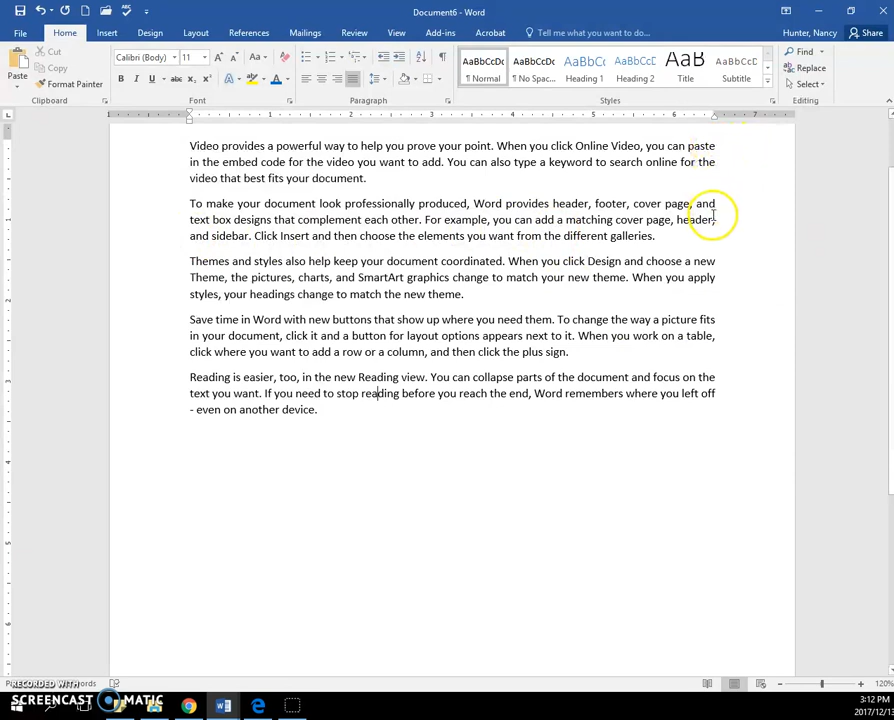 Document6 - Word
Hunter, Nancy
Share
File Home Insert Design Layout References Mailings Review View Add-ins Acrobat Tell me what you want to do...
Cut
Copy
Format Painter
Paste
Calibri (Body) 11
AaBbCcDc AaBbCcDc AaBbCc AaBbCcC AaBb AaBbCcC
¶ Normal ¶ No Spac... Heading 1 Heading 2 Title Subtitle
Find
Replace
Select
Clipboard Font Paragraph Styles Editing
1 1 2 3 4 5 6 7
Video provides a powerful way to help you prove your point. When you click Online Video, you can paste
in the embed code for the video you want to add. You can also type a keyword to search online for the
video that best fits your document.
To make your document look professionally produced, Word provides header, footer, cover page, and
text box designs that complement each other. For example, you can add a matching cover page, header,
and sidebar. Click Insert and then choose the elements you want from the different galleries.
Themes and styles also help keep your document coordinated. When you click Design and choose a new
Theme, the pictures, charts, and SmartArt graphics change to match your new theme. When you apply
styles, your headings change to match the new theme.
Save time in Word with new buttons that show up where you need them. To change the way a picture fits
in your document, click it and a button for layout options appears next to it. When you work on a table,
click where you want to add a row or a column, and then click the plus sign.
Reading is easier, too, in the new Reading view. You can collapse parts of the document and focus on the
text you want. If you need to stop reading before you reach the end, Word remembers where you left off
- even on another device.
RECORDED WITH
SCREENCAST MATIC
120%
3:12 PM
2017/12/13